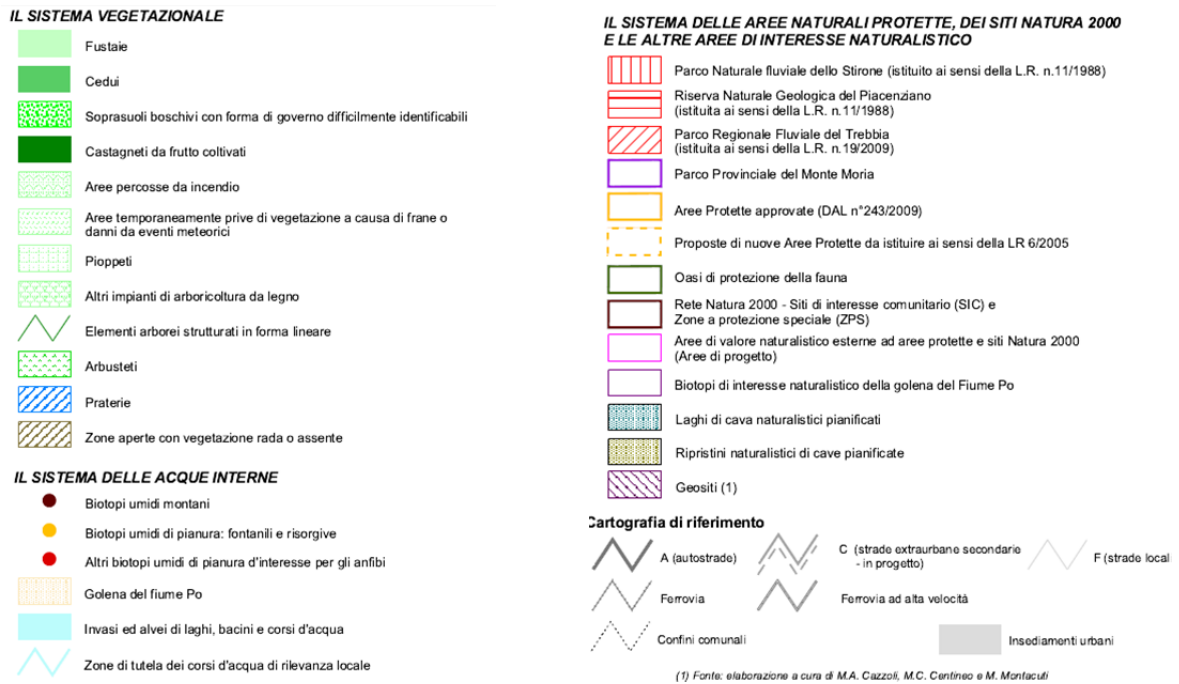 IL SISTEMA VEGETAZIONALE
Fustaie
Cedui
Soprasuoli boschivi con forma di governo difficilmente identificabili
Castagneti da frutto coltivati
Aree percosse da incendio
Aree temporaneamente prive di vegetazione a causa di frane o
danni da eventi meteorici
Pioppeti
Altri impianti di arboricoltura da legno
Elementi arborei strutturati in forma lineare
Arbusteti
Praterie
Zone aperte con vegetazione rada o assente
IL SISTEMA DELLE ACQUE INTERNE
Biotopi umidi montani
Biotopi umidi di pianura: fontanili e risorgive
Altri biotopi umidi di pianura d'interesse per gli anfibi
Golena del fiume Po
Invasi ed alvei di laghi, bacini e corsi d'acqua
Zone di tutela dei corsi d'acqua di rilevanza locale
IL SISTEMA DELLE AREE NATURALI PROTETTE, DEI SITI NATURA 2000
E LE ALTRE AREE DI INTERESSE NATURALISTICO
Parco Naturale fluviale dello Stirone (istituito ai sensi della L.R. n.11/1988)
Riserva Naturale Geologica del Piacenziano
(istituita ai sensi della L.R. n.11/1988)
Parco Regionale Fluviale del Trebbia
(istituita ai sensi della L.R. n.19/2009)
Parco Provinciale del Monte Moria
Aree Protette approvate (DAL n°243/2009)
Proposte di nuove Aree Protette da istituire ai sensi della LR 6/2005
Oasi di protezione della fauna
Rete Natura 2000 - Siti di interesse comunitario (SIC) e
Zone a protezione speciale (ZPS)
Aree di valore naturalistico esterne ad aree protette e siti Natura 2000
(Aree di progetto)
Biotopi di interesse naturalistico della golena del Fiume Po
Laghi di cava naturalistici pianificati
Ripristini naturalistici di cave pianificate
Geositi (1)
Cartografia di riferimento
A (autostrade)
C (strade extraurbane secondarie
- in progetto)
F (strade local
Ferrovia
Ferrovia ad alta velocità
Confini comunali
Insediamenti urbani
(1) Fonte: elaborazione a cura di M.A. Cazzoli, M.C. Centineo e M. Montacuti